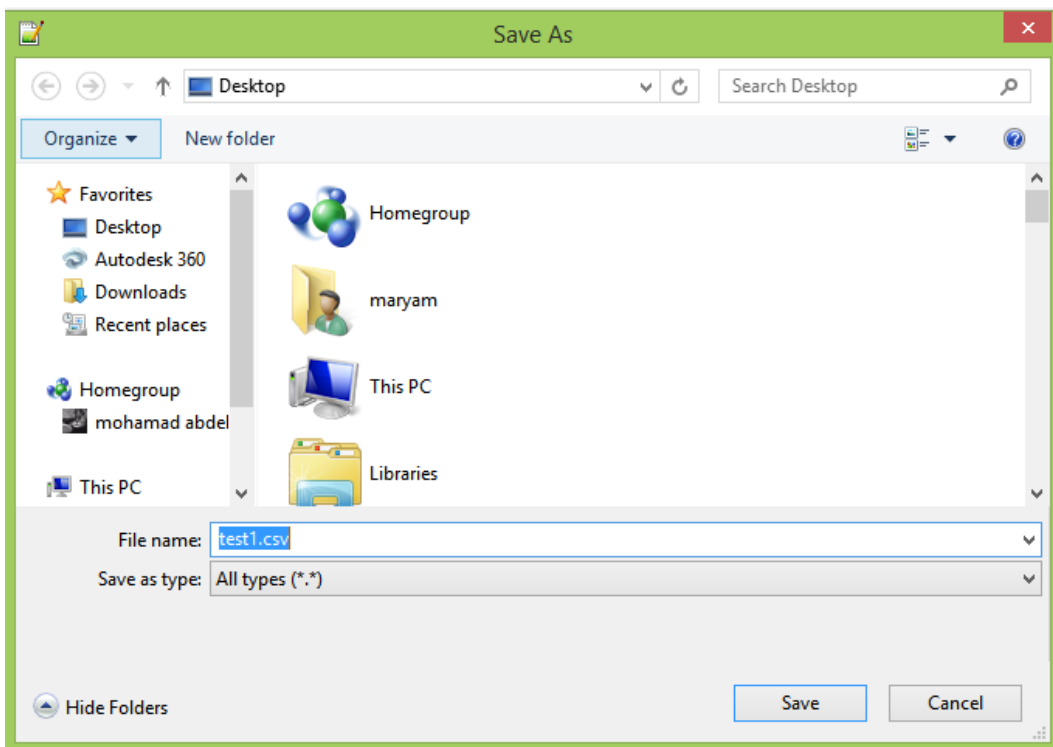 Save As
Desktop
Search Desktop
Organize
New folder
Favorites
Desktop
Autodesk 360
Downloads
Recent places
Homegroup
mohamad abdel
This PC
Homegroup
maryam
This PC
Libraries
File name: test1.csv
Save as type: All types (*.*)
Hide Folders
Save
Cancel